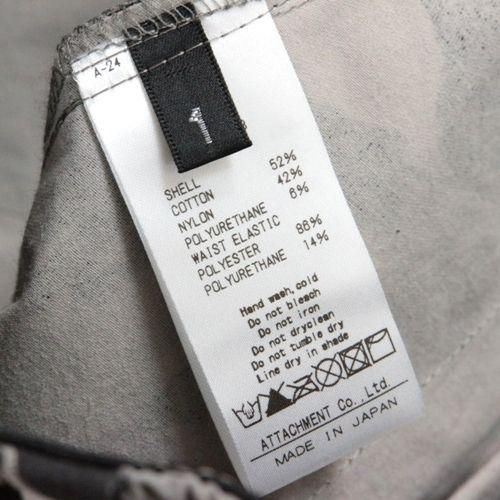 A-24
1
SHELL
COTTON 52%
NYLON 42%
POLYURETHANE 6%
WAIST ELASTIC
POLYESTER 86%
POLYURETHANE 14%
Hand wash, cold
Do not bleach
Do not iron
Do not dryclean
Do not tumble dry
Line dry in shade
ATTACHMENT Co., Ltd.
MADE IN JAPAN